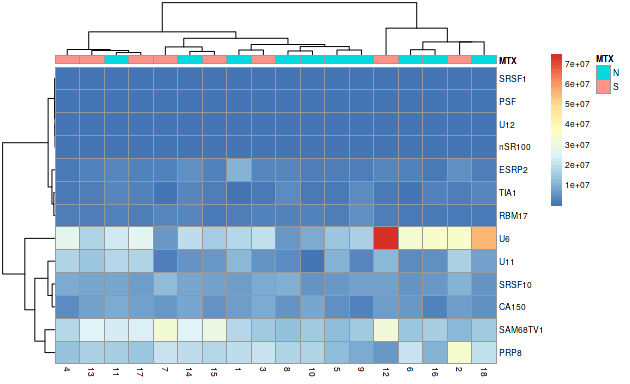 MTX
MTX
7e+07
N
6e+07
S
5e+07
4e+07
3e+07
2e+07
1e+07
SRSF1
PSF
U12
nSR100
ESRP2
TIA1
RBM17
U6
U11
SRSF10
CA150
SAM68TV1
PRP8
4 13 11 17 7 14 15 1 3 8 10 5 9 12 6 16 2 18